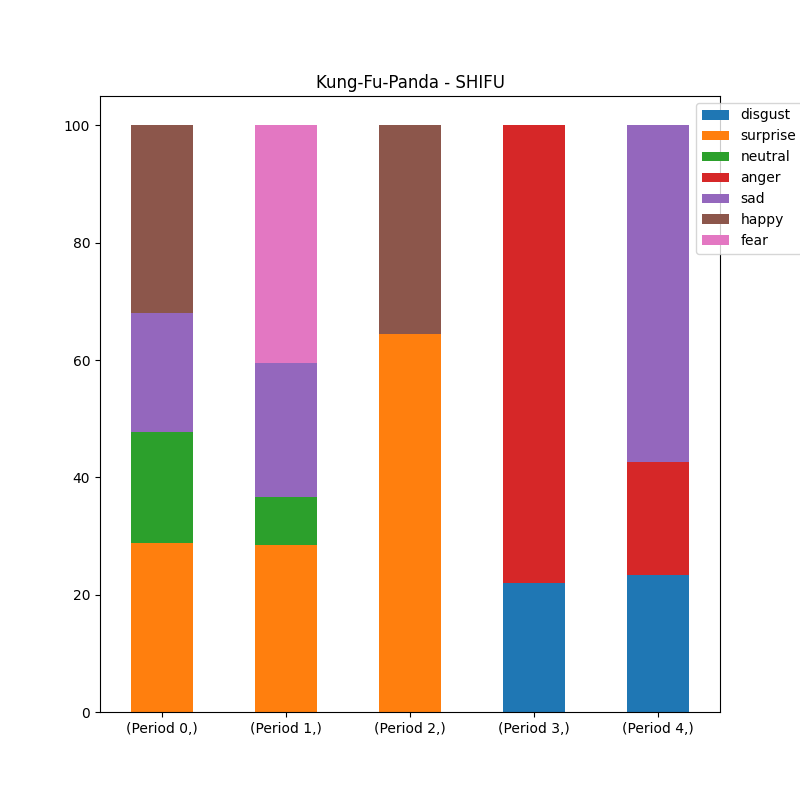 Kung-Fu-Panda - SHIFU
100
80
60
40
20
0
(Period 0,)
(Period 1,)
(Period 2,)
(Period 3,)
(Period 4,)
disgust
surprise
neutral
anger
sad
happy
fear